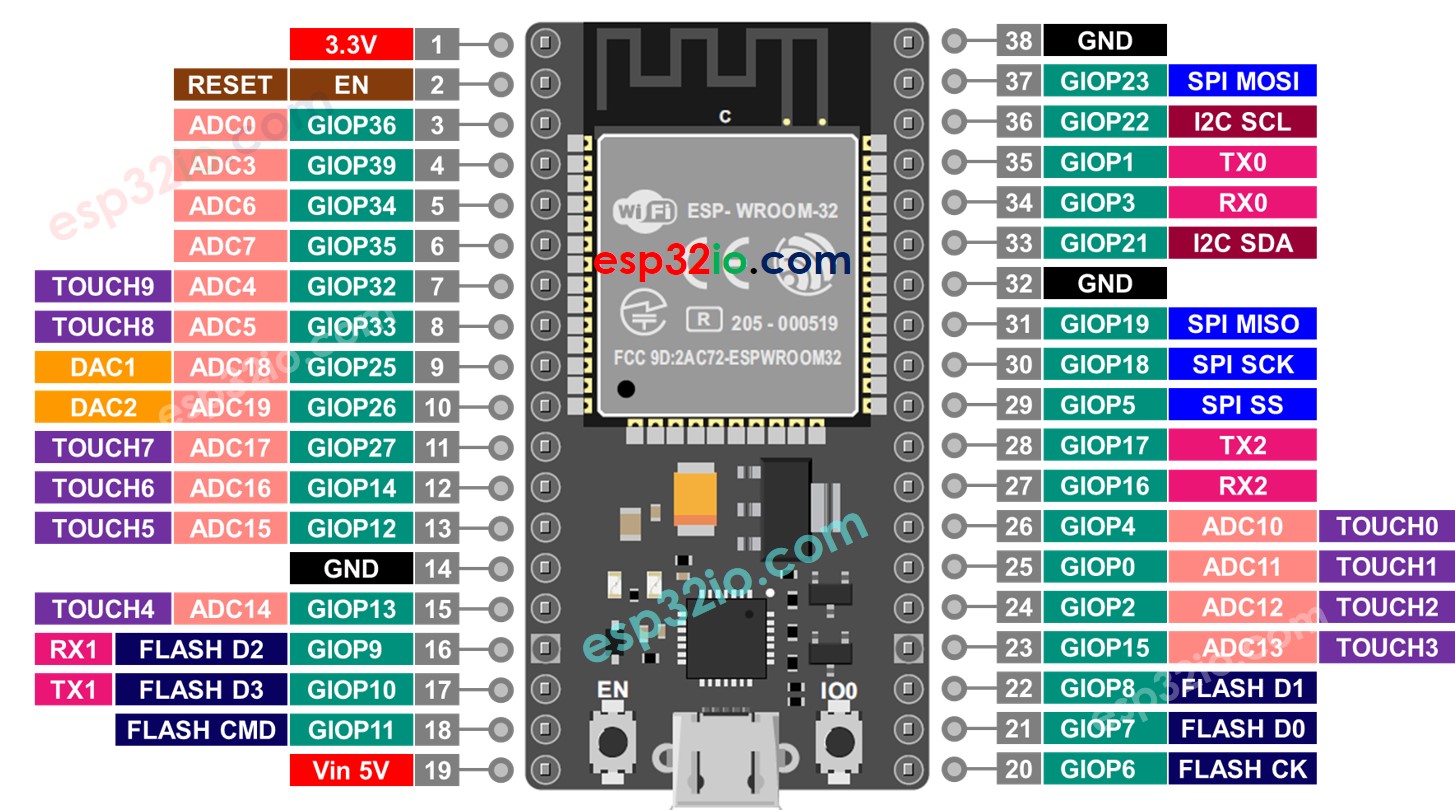 3.3V 1
RESET EN 2
ADC0 GIOP36 3
ADC3 GIOP39 4
ADC6 GIOP34 5
ADC7 GIOP35 6
TOUCH9 ADC4 GIOP32 7
TOUCH8 ADC5 GIOP33 8
DAC1 ADC18 GIOP25 9
DAC2 ADC19 GIOP26 10
TOUCH7 ADC17 GIOP27 11
TOUCH6 ADC16 GIOP14 12
TOUCH5 ADC15 GIOP12 13
GND 14
TOUCH4 ADC14 GIOP13 15
RX1 FLASH D2 GIOP9 16
TX1 FLASH D3 GIOP10 17
FLASH CMD GIOP11 18
Vin 5V 19
esp32io.com
esp32io.com
C
WiFi ESP- WROOM-32
CE
esp32io.com
R 205 - 000519
FCC 9D:2AC72-ESPWROOM32
esp32io.com
EN IO0
38 GND
37 GIOP23 SPI MOSI
36 GIOP22 I2C SCL
35 GIOP1 TX0
34 GIOP3 RX0
33 GIOP21 I2C SDA
32 GND
31 GIOP19 SPI MISO
30 GIOP18 SPI SCK
29 GIOP5 SPI SS
28 GIOP17 TX2
27 GIOP16 RX2
26 GIOP4 ADC10 TOUCH0
25 GIOP0 ADC11 TOUCH1
24 GIOP2 ADC12 TOUCH2
23 GIOP15 ADC13 TOUCH3
22 GIOP8 FLASH D1
21 GIOP7 FLASH D0
20 GIOP6 FLASH CK
esp32io.com